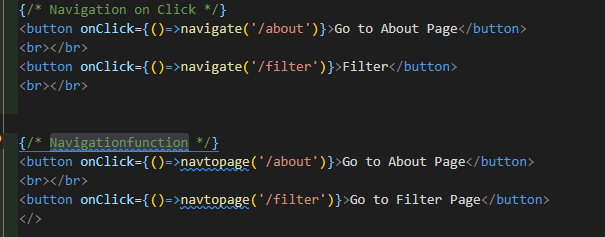 {/* Navigation on Click */}
<button onClick={()=>navigate('/about')}>Go to About Page</button>
<br></br>
<button onClick={()=>navigate('/filter')}>Filter</button>
<br></br>
{/* Navigationfunction */}
<button onClick={()=>navtopage('/about')}>Go to About Page</button>
<br></br>
<button onClick={()=>navtopage('/filter')}>Go to Filter Page</button>
</>